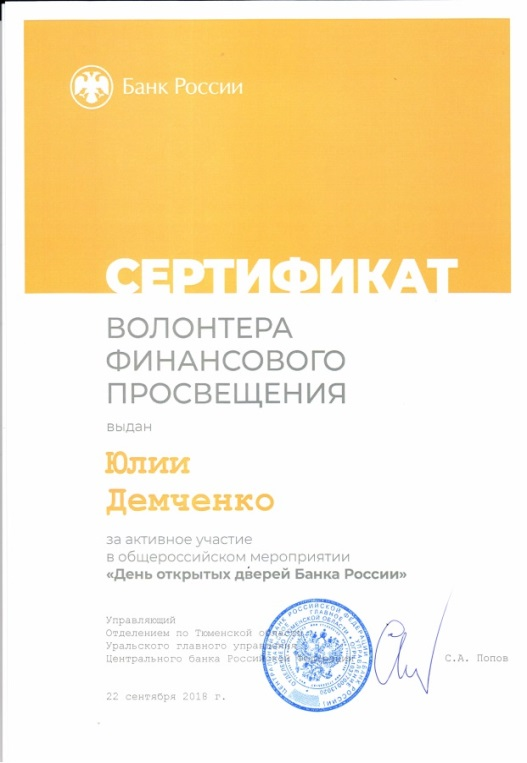 Банк России
СЕРТИФИКАТ
ВОЛОНТЕРА
ФИНАНСОВОГО
ПРОСВЕЩЕНИЯ
выдан
Юлии
Демченко
за активное участие
в общероссийском мероприятии
«День открытых дверей Банка России»
Управляющий
Отделением по Тюменской области
Уральского главного управления
Центрального банка Российской Федерации
С.А. Попов
22 сентября 2018 г.